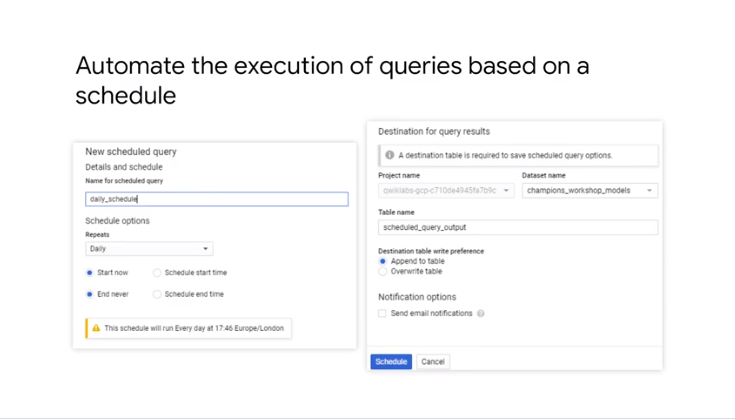 Automate the execution of queries based on a
schedule
New scheduled query
Details and schedule
Name for scheduled query
daily_schedule
Schedule options
Repeats
Daily
Start now Schedule start time
End never Schedule end time
This schedule will run Every day at 17:46 Europe/London
Destination for query results
A destination table is required to save scheduled query options.
Project name Dataset name
qwiklabs-gcp-c710de4945fa7b9c champions_workshop_models
Table name
scheduled_query_output
Destination table write preference
Append to table
Overwrite table
Notification options
Send email notifications
Schedule Cancel